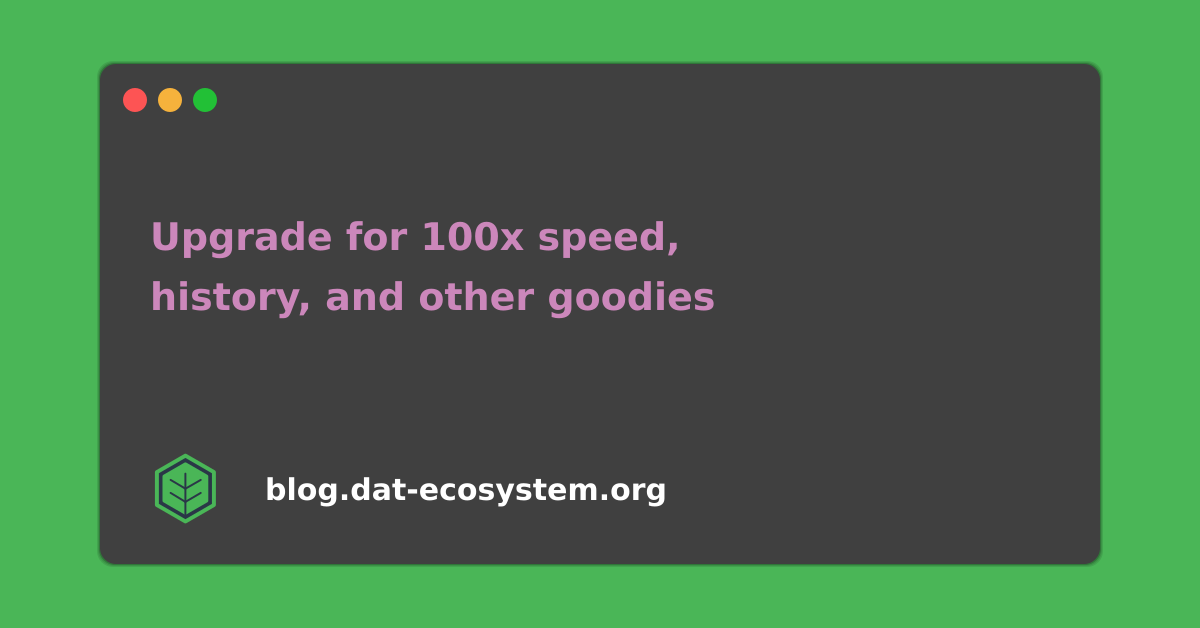 Upgrade for 100x speed,
history, and other goodies
blog.dat-ecosystem.org